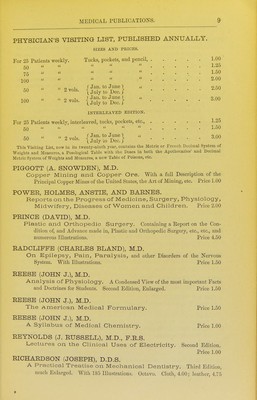 MEDICAL PUBLICATIONS. 9
PHYSICIAN'S VISITING LIST, PUBLISHED ANNUALLY.
SIZES AND PRICES.
For 25 Patients weekly. Tucks, pockets, and pencil, . . . . . 1.00
50 " " " " " . . . . . 1.25
75 " " " " " . . . . . 1.50
100 " " " " " . . . . . 2.00
50 " " 2 vols. { Jan. to June } { July to Dec. } " . . . . . 2.50
100 " " 2 vols. { Jan. to June } { July to Dec. } " . . . . . 3.00
INTERLEAVED EDITION.
For 25 Patients weekly, interleaved, tucks, pockets, etc., . . . . . 1.25
50 " " " " " . . . . . 1.50
50 " " 2 vols. { Jan. to June } { July to Dec. } " . . . . . 3.00
This Visiting List, now in its twenty-ninth year, contains the Metric or French Decimal System of
Weights and Measures, a Posological Table with the Doses in both the Apothecaries' and Decimal
Metric System of Weights and Measures, a new Table of Poisons, etc.
PIGGOTT (A. SNOWDEN), M.D.
Copper Mining and Copper Ore. With a full Description of the
Principal Copper Mines of the United States, the Art of Mining, etc. Price 1.00
POWER, HOLMES, ANSTIE, AND BARNES.
Reports on the Progress of Medicine, Surgery, Physiology,
Midwifery, Diseases of Women and Children. Price 2.00
PRINCE (DAVID), M.D.
Plastic and Orthopedic Surgery. Containing a Report on the Con-
dition of, and Advance made in, Plastic and Orthopedic Surgery, etc., etc., and
numerous Illustrations. Price 4.50
RADCLIFFE (CHARLES BLAND), M.D.
On Epilepsy, Pain, Paralysis, and other Disorders of the Nervous
System. With Illustrations. Price 1.50
REESE (JOHN J.), M.D.
Analysis of Physiology. A Condensed View of the most important Facts
and Doctrines for Students. Second Edition, Enlarged. Price 1.50
REESE (JOHN J.), M.D.
The American Medical Formulary. Price 1.50
REESE (JOHN J.), M.D.
A Syllabus of Medical Chemistry. Price 1.00
REYNOLDS (J. RUSSELL), M.D., F.R.S.
Lectures on the Clinical Uses of Electricity. Second Edition.
Price 1.00
RICHARDSON (JOSEPH), D.D.S.
A Practical Treatise on Mechanical Dentistry. Third Edition,
much Enlarged. With 185 Illustrations. Octavo. Cloth, 4.00; leather, 4.75